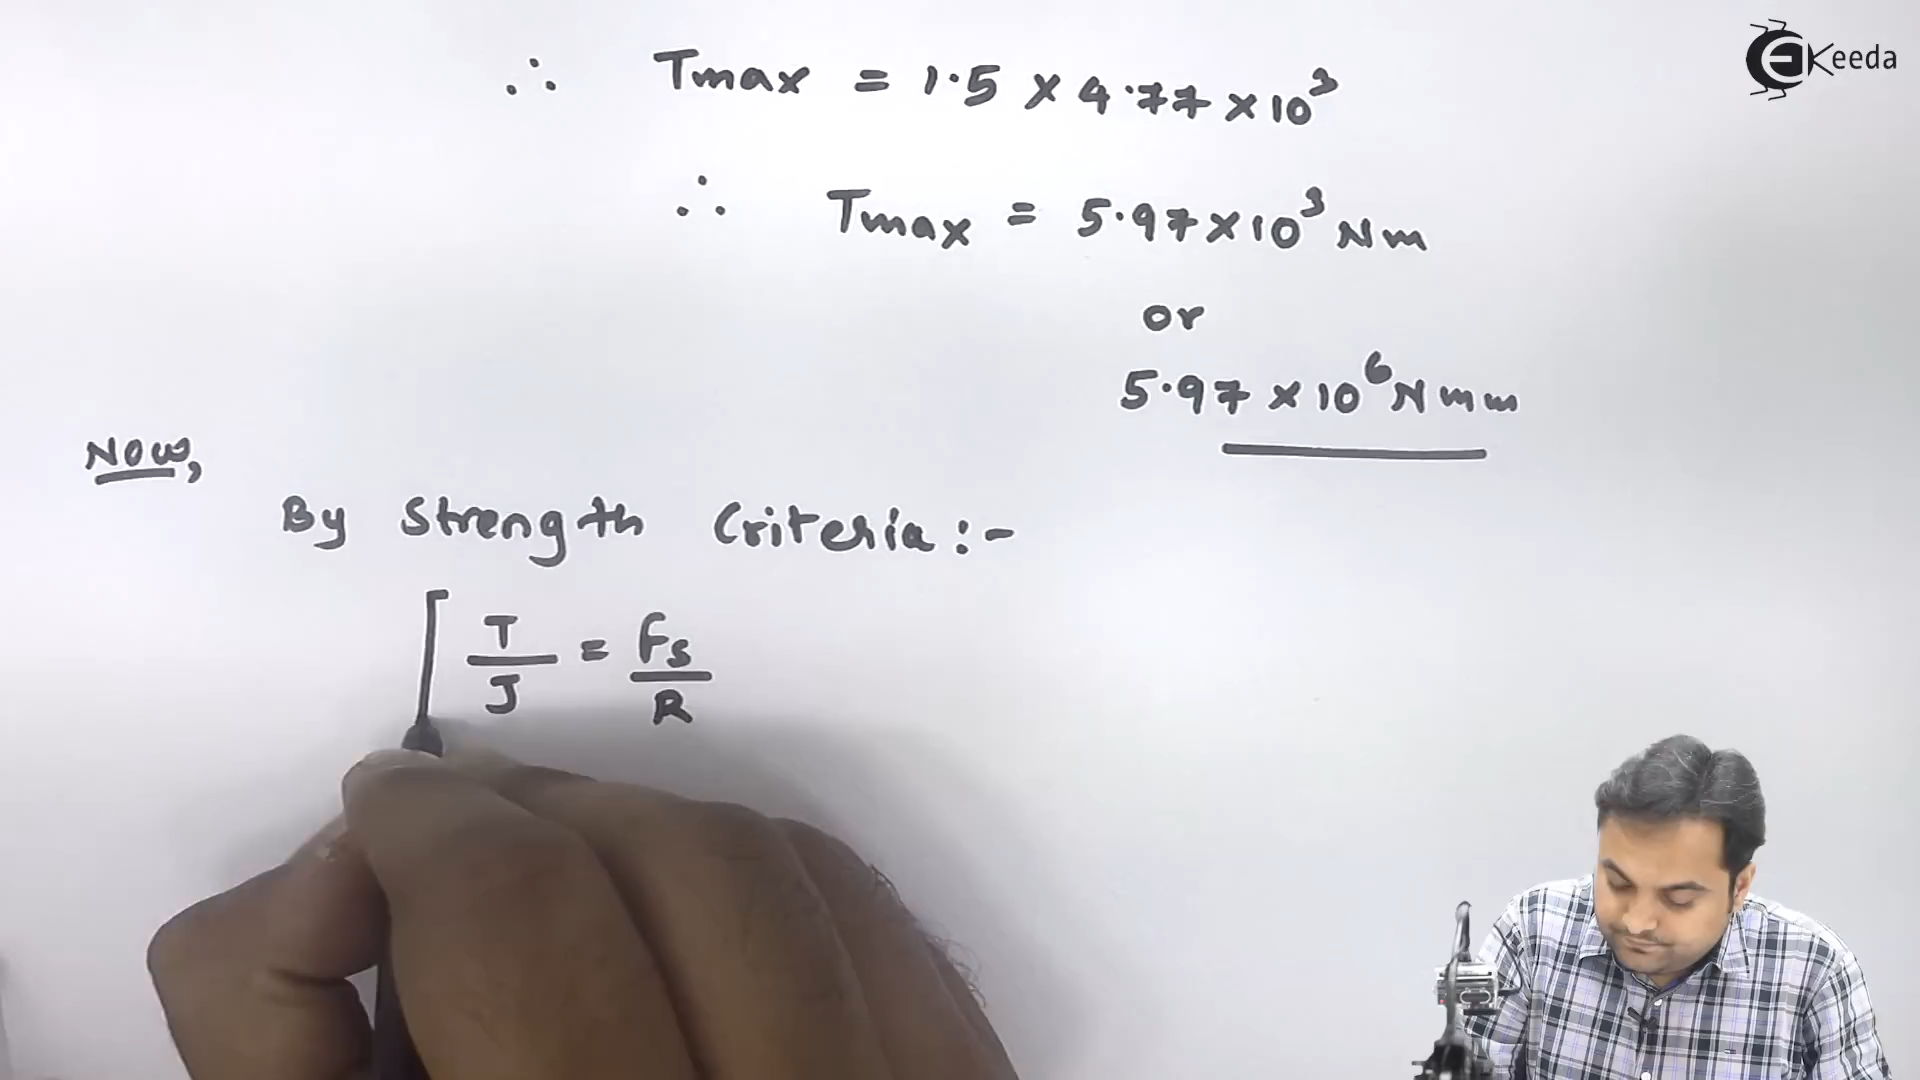 Keeda
∴ Tmax = 1.5 × 4.77 × 10³
∴ Tmax = 5.97 × 10³ Nm
or
5.97 × 10⁶ Nmm
Now,
By Strength Criteria :-
T/J = Fs/R